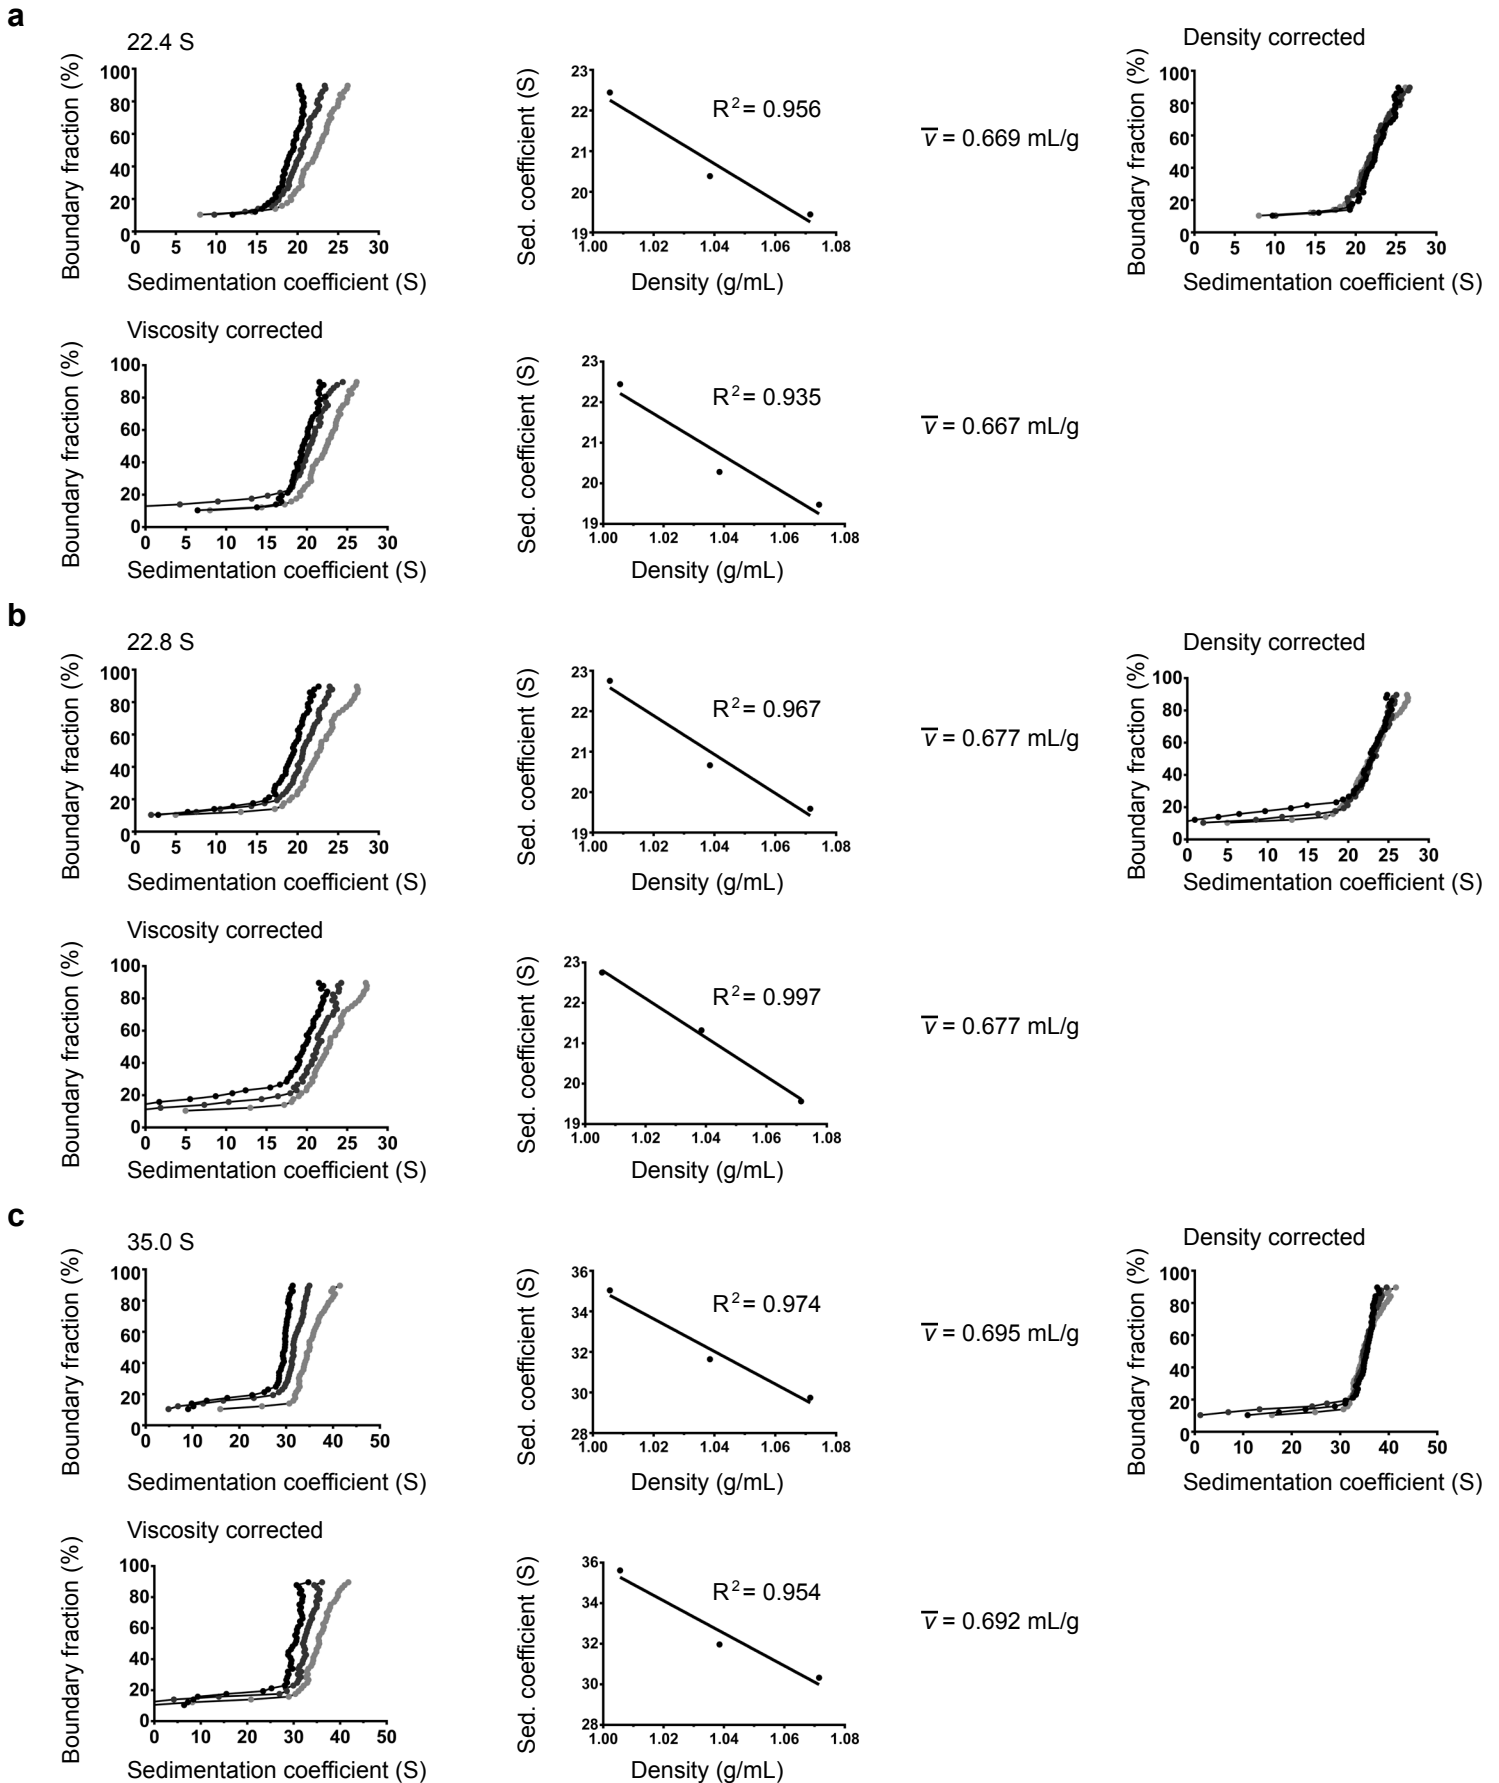 a
22.4 S
Boundary fraction (%)
100
80
60
40
20
0
0 5 10 15 20 25 30
Sedimentation coefficient (S)
Sed. coefficient (S)
23
22
21
20
19
R² = 0.956
1.00 1.02 1.04 1.06 1.08
Density (g/mL)
v̅ = 0.669 mL/g
Density corrected
Boundary fraction (%)
100
80
60
40
20
0
0 5 10 15 20 25 30
Sedimentation coefficient (S)
Viscosity corrected
Boundary fraction (%)
100
80
60
40
20
0
0 5 10 15 20 25 30
Sedimentation coefficient (S)
Sed. coefficient (S)
23
22
21
20
19
R² = 0.935
1.00 1.02 1.04 1.06 1.08
Density (g/mL)
v̅ = 0.667 mL/g
b
22.8 S
Boundary fraction (%)
100
80
60
40
20
0
0 5 10 15 20 25 30
Sedimentation coefficient (S)
Sed. coefficient (S)
23
22
21
20
19
R² = 0.967
1.00 1.02 1.04 1.06 1.08
Density (g/mL)
v̅ = 0.677 mL/g
Density corrected
Boundary fraction (%)
100
80
60
40
20
0
0 5 10 15 20 25 30
Sedimentation coefficient (S)
Viscosity corrected
Boundary fraction (%)
100
80
60
40
20
0
0 5 10 15 20 25 30
Sedimentation coefficient (S)
Sed. coefficient (S)
23
22
21
20
19
R² = 0.997
1.00 1.02 1.04 1.06 1.08
Density (g/mL)
v̅ = 0.677 mL/g
c
35.0 S
Boundary fraction (%)
100
80
60
40
20
0
0 10 20 30 40 50
Sedimentation coefficient (S)
Sed. coefficient (S)
36
34
32
30
28
R² = 0.974
1.00 1.02 1.04 1.06 1.08
Density (g/mL)
v̅ = 0.695 mL/g
Density corrected
Boundary fraction (%)
100
80
60
40
20
0
0 10 20 30 40 50
Sedimentation coefficient (S)
Viscosity corrected
Boundary fraction (%)
100
80
60
40
20
0
0 10 20 30 40 50
Sedimentation coefficient (S)
Sed. coefficient (S)
36
34
32
30
28
R² = 0.954
1.00 1.02 1.04 1.06 1.08
Density (g/mL)
v̅ = 0.692 mL/g